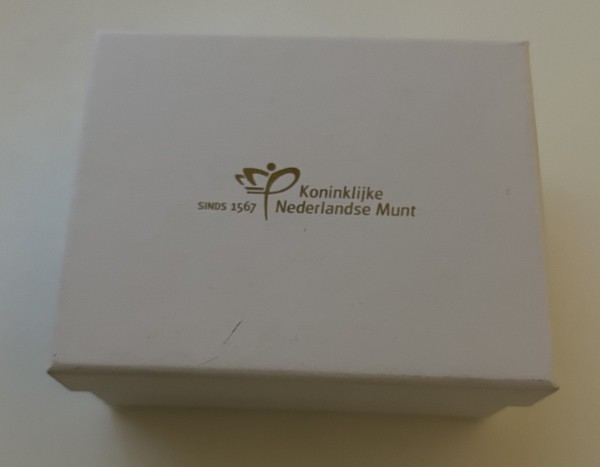 Koninklijke
SINDS 1567 Nederlandse Munt